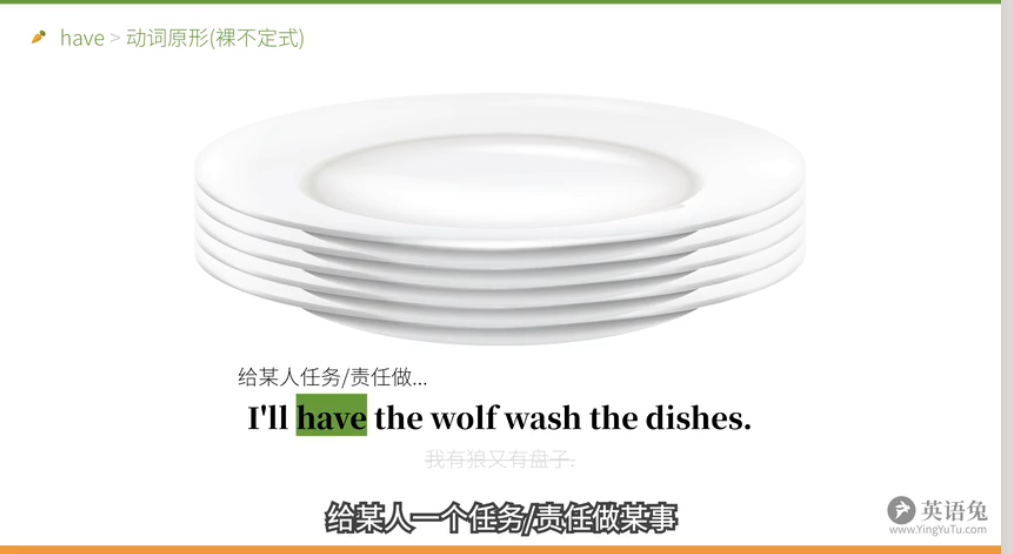 have > 动词原形(裸不定式)
给某人任务/责任做...
I'll have the wolf wash the dishes.
我有狼又有盘子.
给某人一个任务/责任做某事
英语兔
www.YingYuTu.com